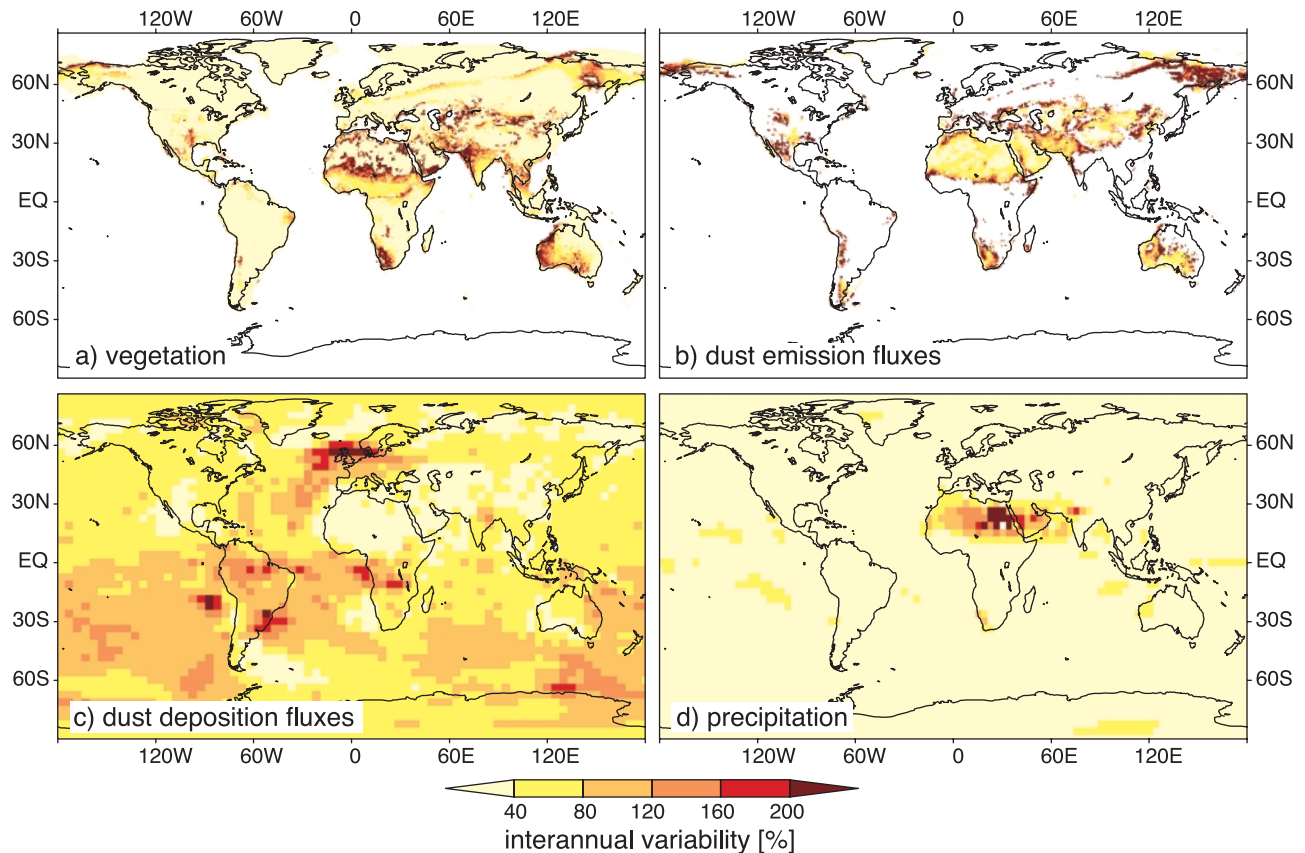 120W 60W 0 60E 120E 120W 60W 0 60E 120E
60N 60N
30N 30N
EQ EQ
30S 30S
60S 60S
a) vegetation b) dust emission fluxes
60N 60N
30N 30N
EQ EQ
30S 30S
60S 60S
c) dust deposition fluxes d) precipitation
120W 60W 0 60E 120E 120W 60W 0 60E 120E
40 80 120 160 200
interannual variability [%]